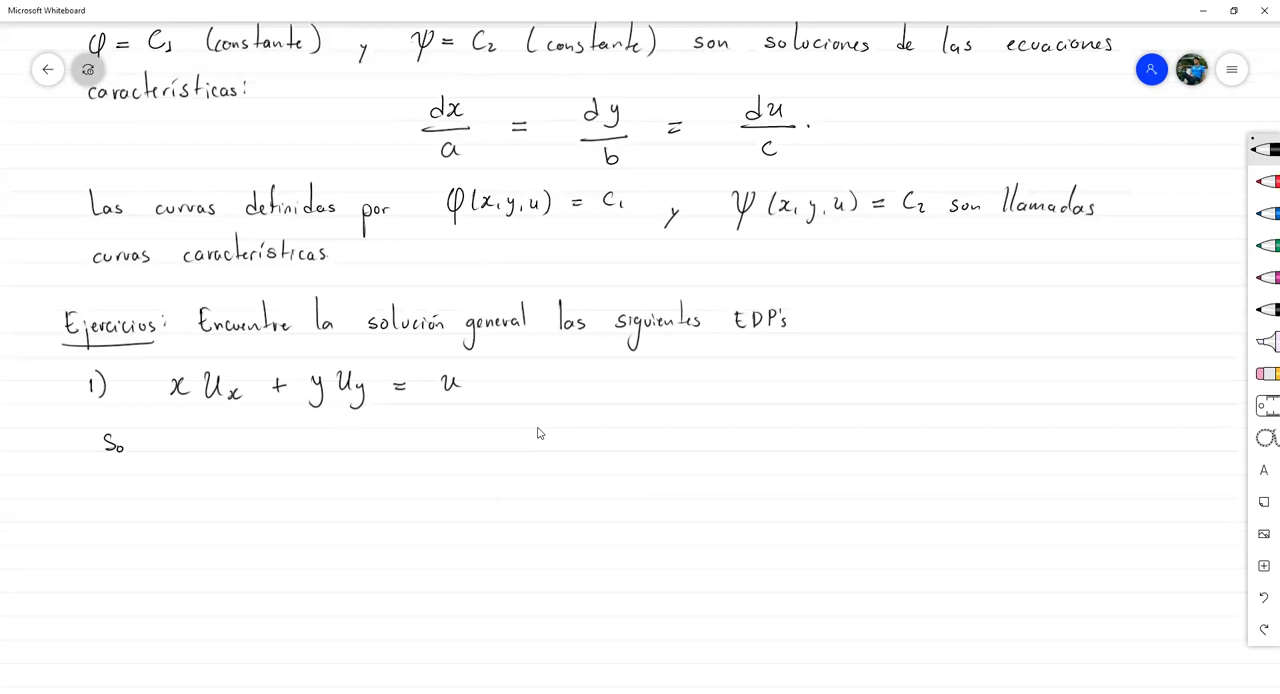 Microsoft Whiteboard
φ = C₁ (constante) y ψ = C₂ (constante) son soluciones de las ecuaciones
características:
dx/a = dy/b = du/c.
Las curvas definidas por φ(x,y,u) = C₁ y ψ(x,y,u) = C₂ son llamadas
curvas características.
Ejercicios: Encuentre la solución general las siguientes EDP's
1) x Uₓ + y U_y = u
So
A